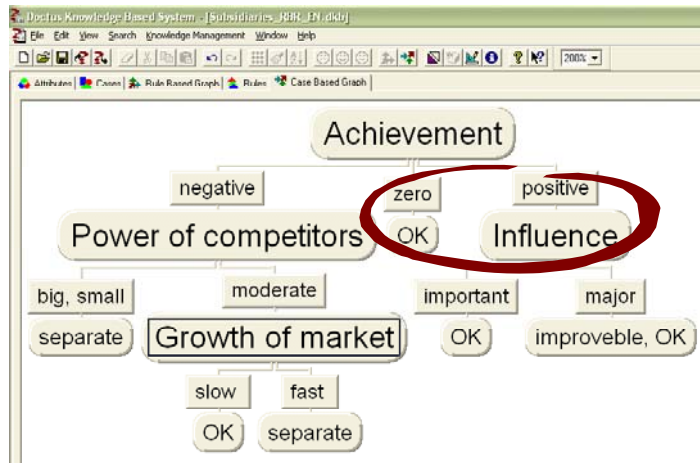 Doctus Knowledge Based System - [Subsidiaries_RBR_EN.dkb]
File Edit View Search Knowledge Management Window Help
200%
Attributes Cases Rule Based Graph Rules Case Based Graph
Achievement
negative zero positive
Power of competitors OK Influence
big, small moderate important major
separate Growth of market OK improveble, OK
slow fast
OK separate